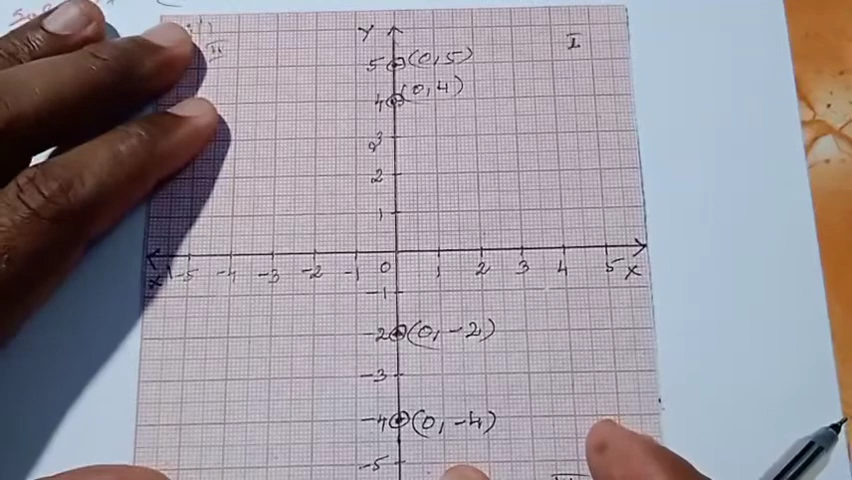 II
Y
I
5 (0, 5)
4 (0, 4)
3
2
1
-5 -4 -3 -2 -1 0 1 2 3 4 5 X
X'
-1
-2 (0, -2)
-3
-4 (0, -4)
-5